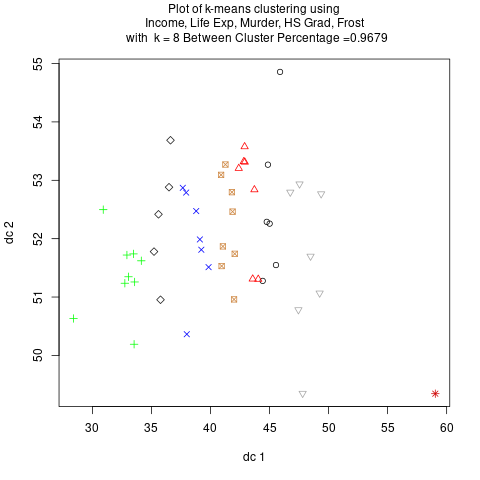 Plot of k-means clustering using
Income, Life Exp, Murder, HS Grad, Frost
with k = 8 Between Cluster Percentage =0.9679
55
54
53
52
51
50
dc 2
30 35 40 45 50 55 60
dc 1